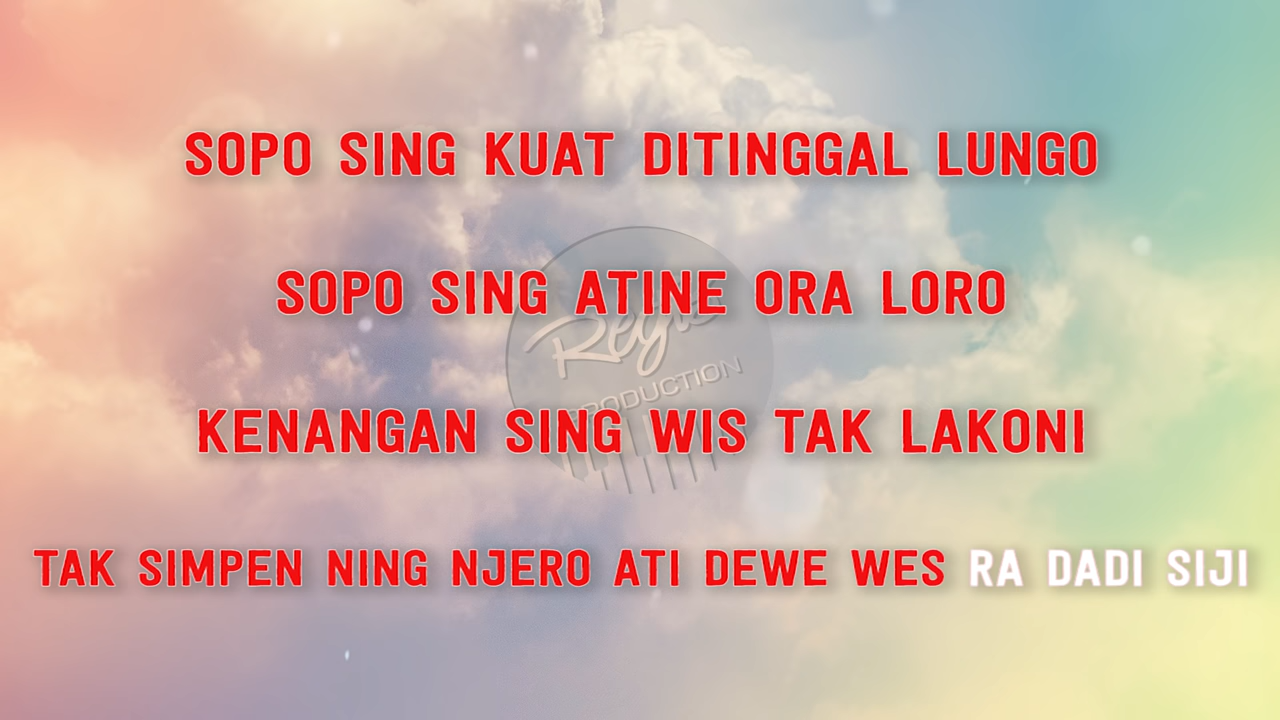 SOPO SING KUAT DITINGGAL LUNGO
SOPO SING ATINE ORA LORO
KENANGAN SING WIS TAK LAKONI
TAK SIMPEN NING NJERO ATI DEWE WES RA DADI SIJI